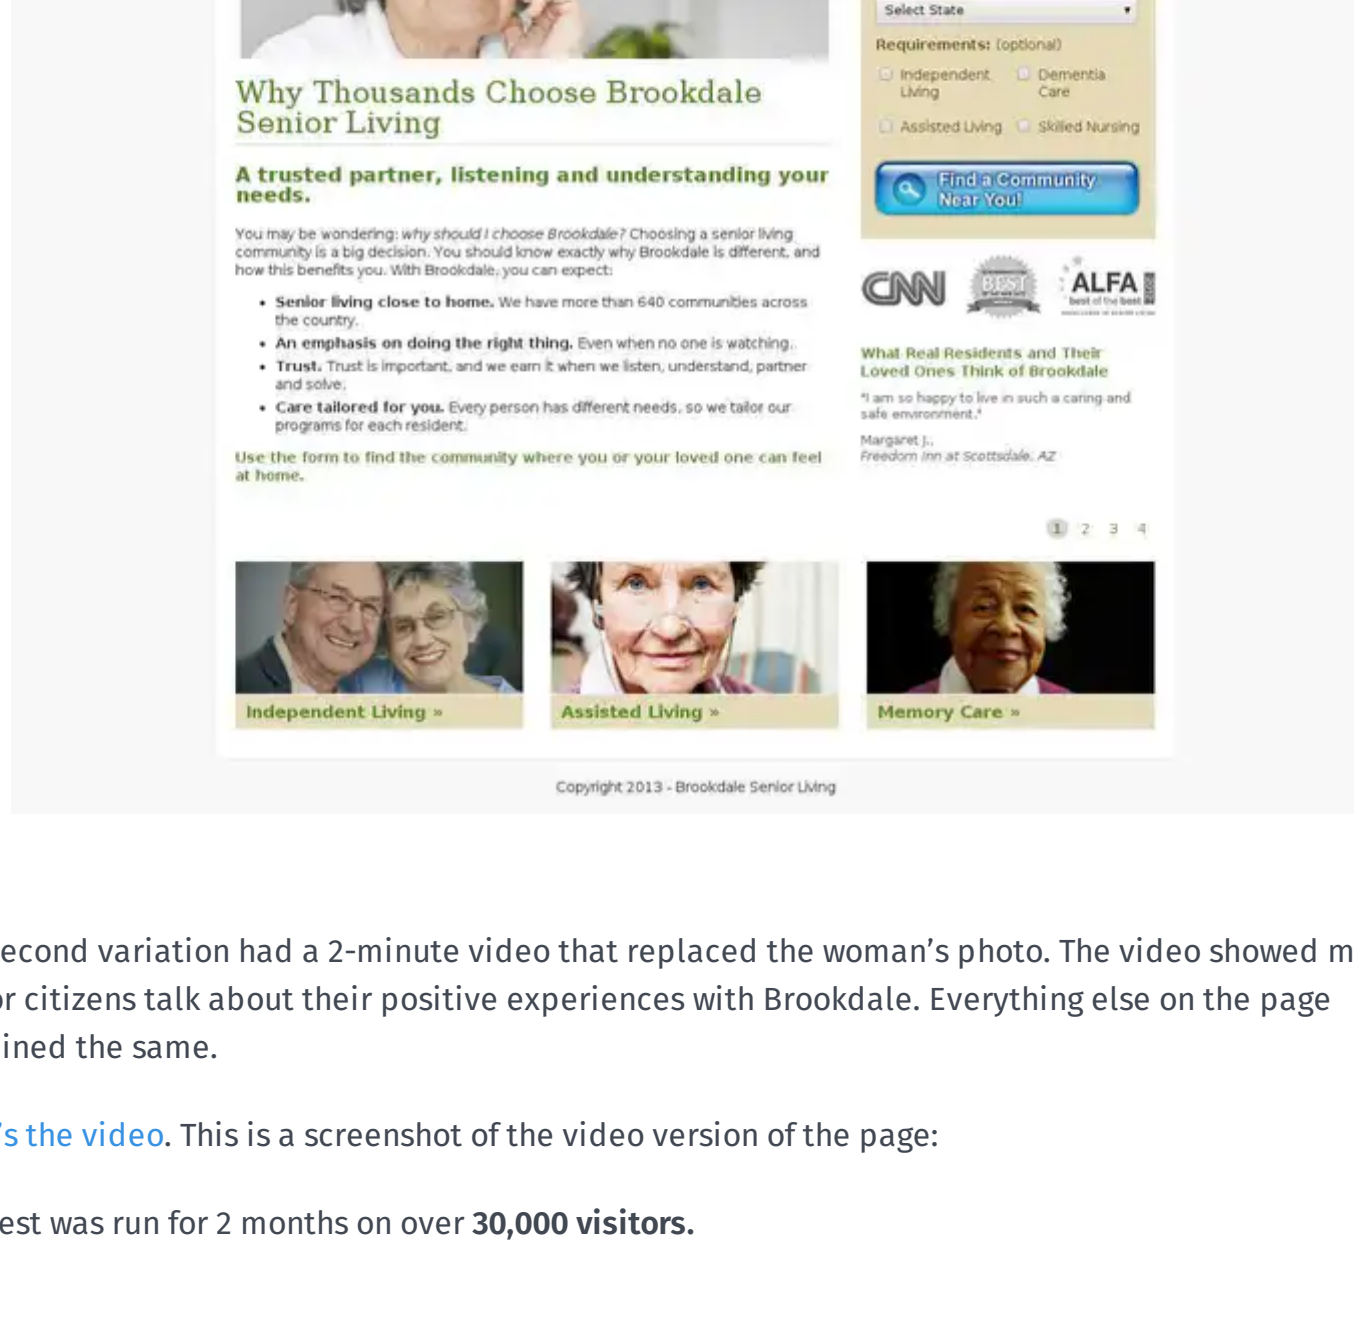 Select State
Requirements: (optional)
Independent Living
Dementia Care
Assisted Living
Skilled Nursing
Find a Community
Near You!
Why Thousands Choose Brookdale
Senior Living
A trusted partner, listening and understanding your
needs.
You may be wondering: why should I choose Brookdale? Choosing a senior living
community is a big decision. You should know exactly why Brookdale is different, and
how this benefits you. With Brookdale, you can expect:
• Senior living close to home. We have more than 640 communities across
the country.
• An emphasis on doing the right thing. Even when no one is watching.
• Trust. Trust is important, and we earn it when we listen, understand, partner
and solve.
• Care tailored for you. Every person has different needs, so we tailor our
programs for each resident.
Use the form to find the community where you or your loved one can feel
at home.
CNN
BEST
ALFA
best of the best
What Real Residents and Their
Loved Ones Think of Brookdale
"I am so happy to live in such a caring and
safe environment."
Margaret J.,
Freedom Inn at Scottsdale, AZ
1 2 3 4
Independent Living »
Assisted Living »
Memory Care »
Copyright 2013 - Brookdale Senior Living
econd variation had a 2-minute video that replaced the woman’s photo. The video showed m
or citizens talk about their positive experiences with Brookdale. Everything else on the page
ined the same.
’s the video. This is a screenshot of the video version of the page:
est was run for 2 months on over 30,000 visitors.